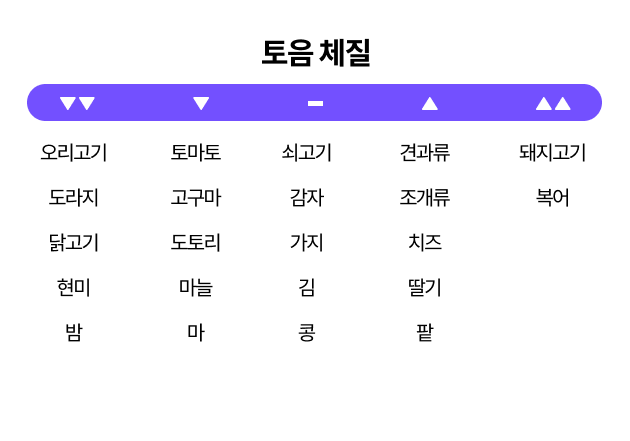 토음 체질
▼▼ ▼ ━ ▲ ▲▲
오리고기 토마토 쇠고기 견과류 돼지고기
도라지 고구마 감자 조개류 복어
닭고기 도토리 가지 치즈
현미 마늘 김 딸기
밤 마 콩 팥